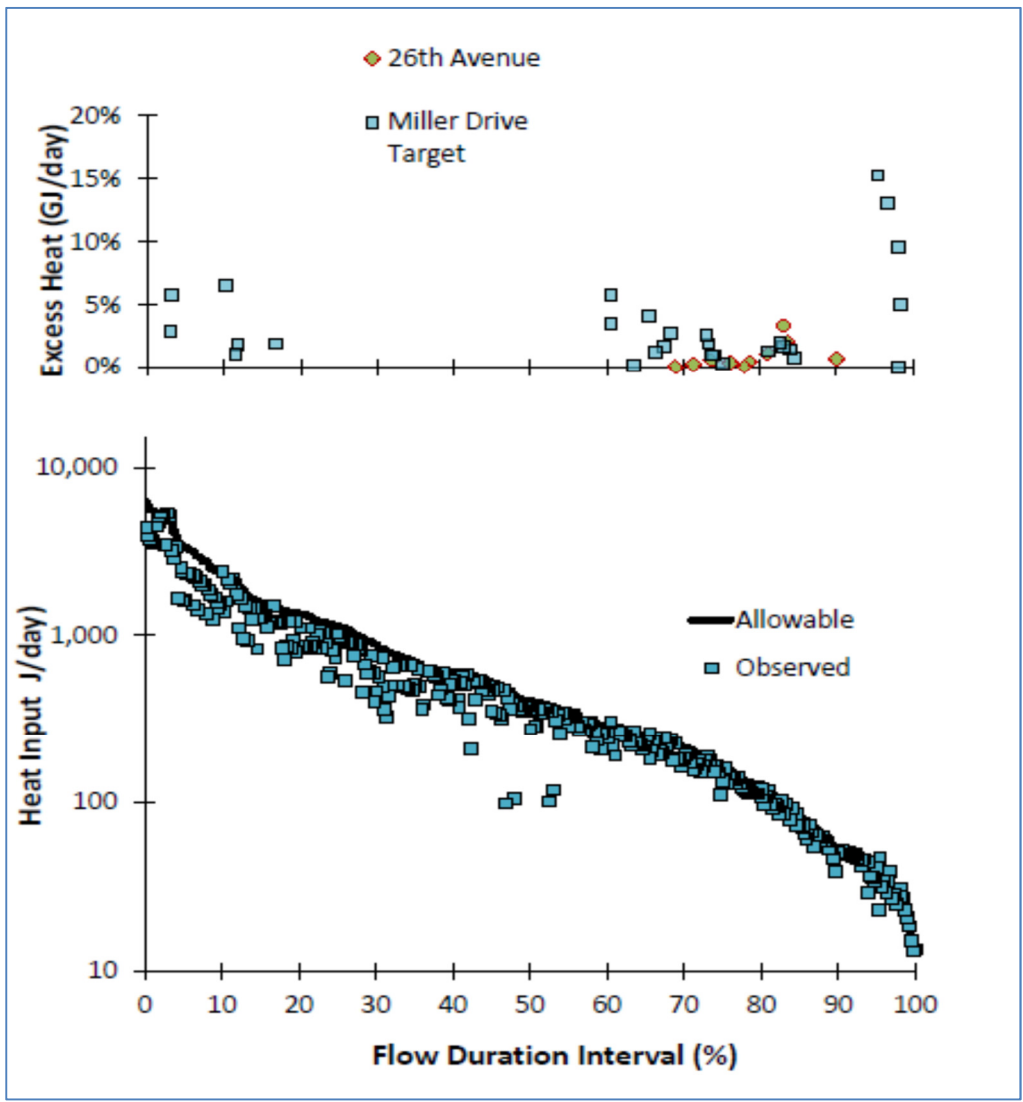 26th Avenue
Miller Drive
Target
Excess Heat (GJ/day)
20%
15%
10%
5%
0%
Heat Input J/day)
10,000
1,000
100
10
Allowable
Observed
0 10 20 30 40 50 60 70 80 90 100
Flow Duration Interval (%)